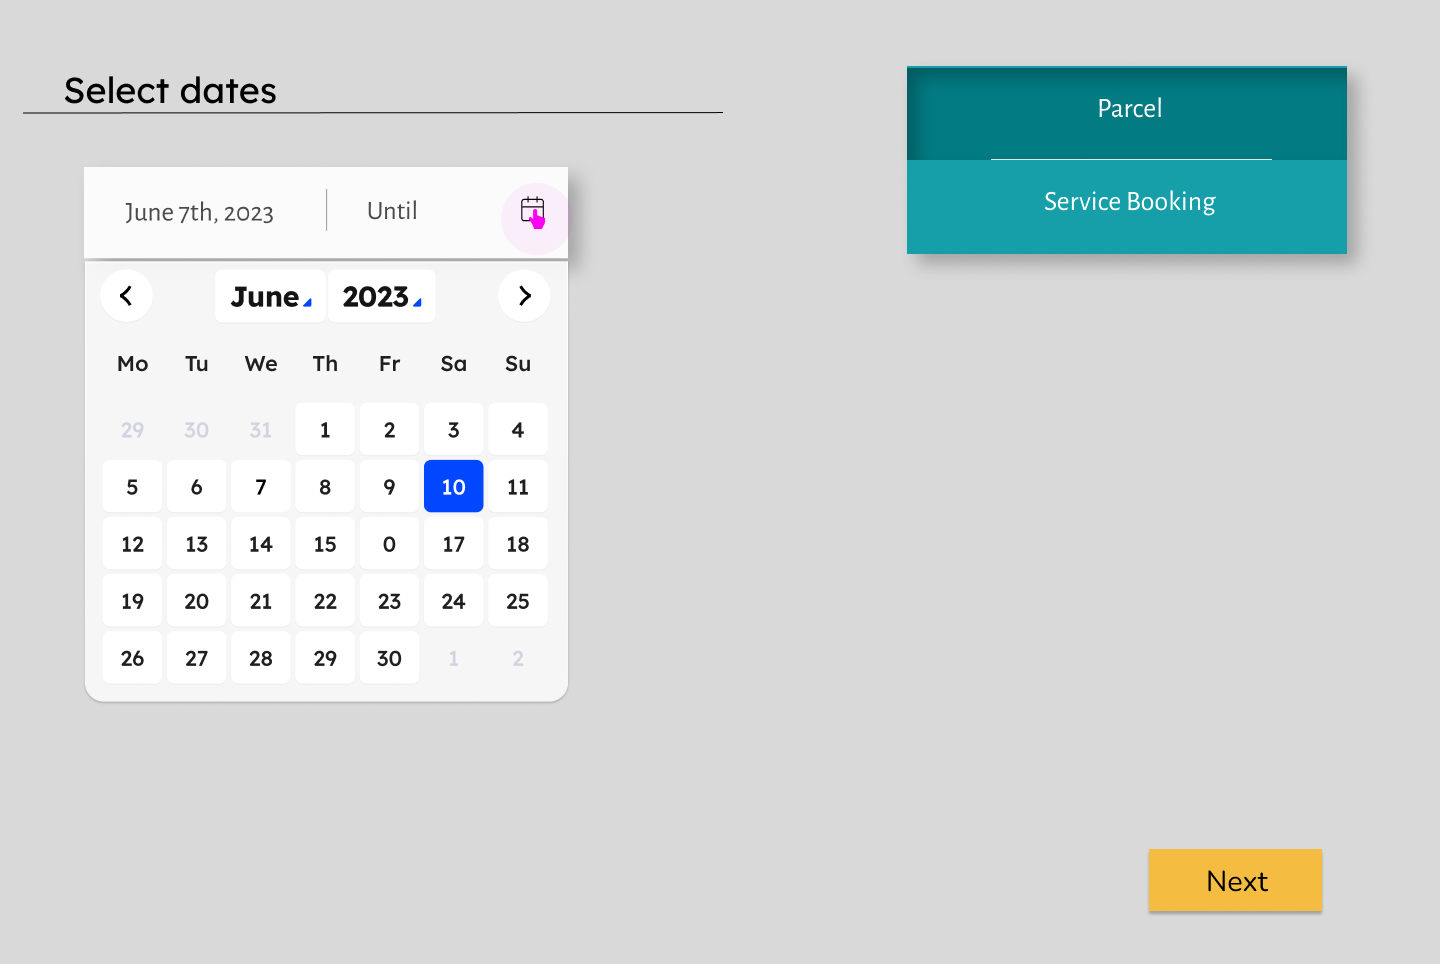 Select dates
June 7th, 2023 Until
June 2023
Mo Tu We Th Fr Sa Su
29 30 31 1 2 3 4
5 6 7 8 9 10 11
12 13 14 15 0 17 18
19 20 21 22 23 24 25
26 27 28 29 30 1 2
Parcel
Service Booking
Next